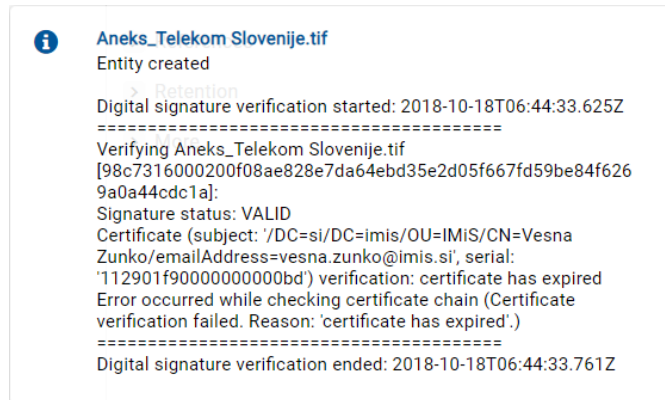 Aneks_Telekom Slovenije.tif
Entity created
Retention
Digital signature verification started: 2018-10-18T06:44:33.625Z
========================================
More
Verifying Aneks_Telekom Slovenije.tif
[98c7316000200f08ae828e7da64ebd35e2d05f667fd59be84f626
9a0a44cdc1a]:
Signature status: VALID
Certificate (subject: '/DC=si/DC=imis/OU=IMiS/CN=Vesna
Zunko/emailAddress=vesna.zunko@imis.si', serial:
'112901f90000000000bd') verification: certificate has expired
Error occurred while checking certificate chain (Certificate
verification failed. Reason: 'certificate has expired'.)
========================================
Digital signature verification ended: 2018-10-18T06:44:33.761Z